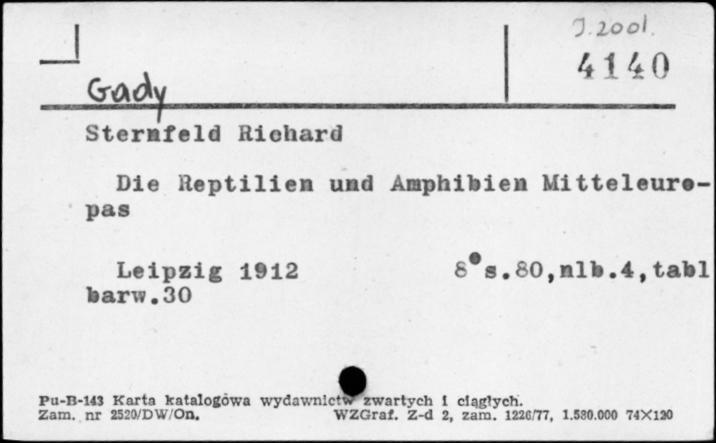 J. 2001.
4140
Gady
Sternfeld Richard
Die Reptilien und Amphibien Mitteleuro-
pas
Leipzig 1912 8°s.80,nlb.4,tabl
barw.30
Pu-B-143 Karta katalogowa wydawnictw zwartych i ciągłych.
Zam. nr 2520/DW/On. WZGraf. Z-d 2, zam. 1226/77, 1.580.000 74X120